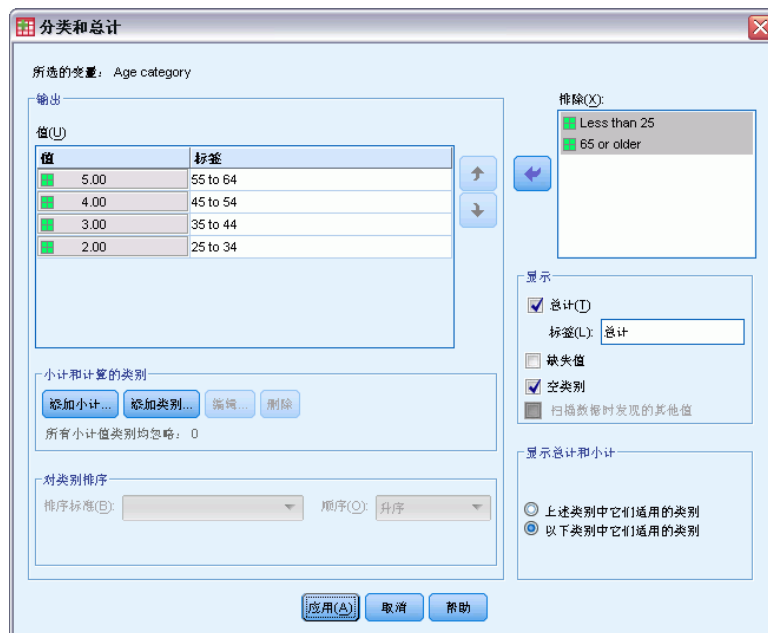 分类和总计
所选的变量： Age category
输出
值(U)
值 标签
5.00 55 to 64
4.00 45 to 54
3.00 35 to 44
2.00 25 to 34
小计和计算的类别
添加小计... 添加类别... 编辑... 删除
所有小计值类别均忽略： 0
对类别排序
排序标准(B): 顺序(O): 升序
排除(X):
Less than 25
65 or older
显示
总计(T)
标签(L): 总计
缺失值
空类别
扫描数据时发现的其他值
显示总计和小计
上述类别中它们适用的类别
以下类别中它们适用的类别
应用(A) 取消 帮助